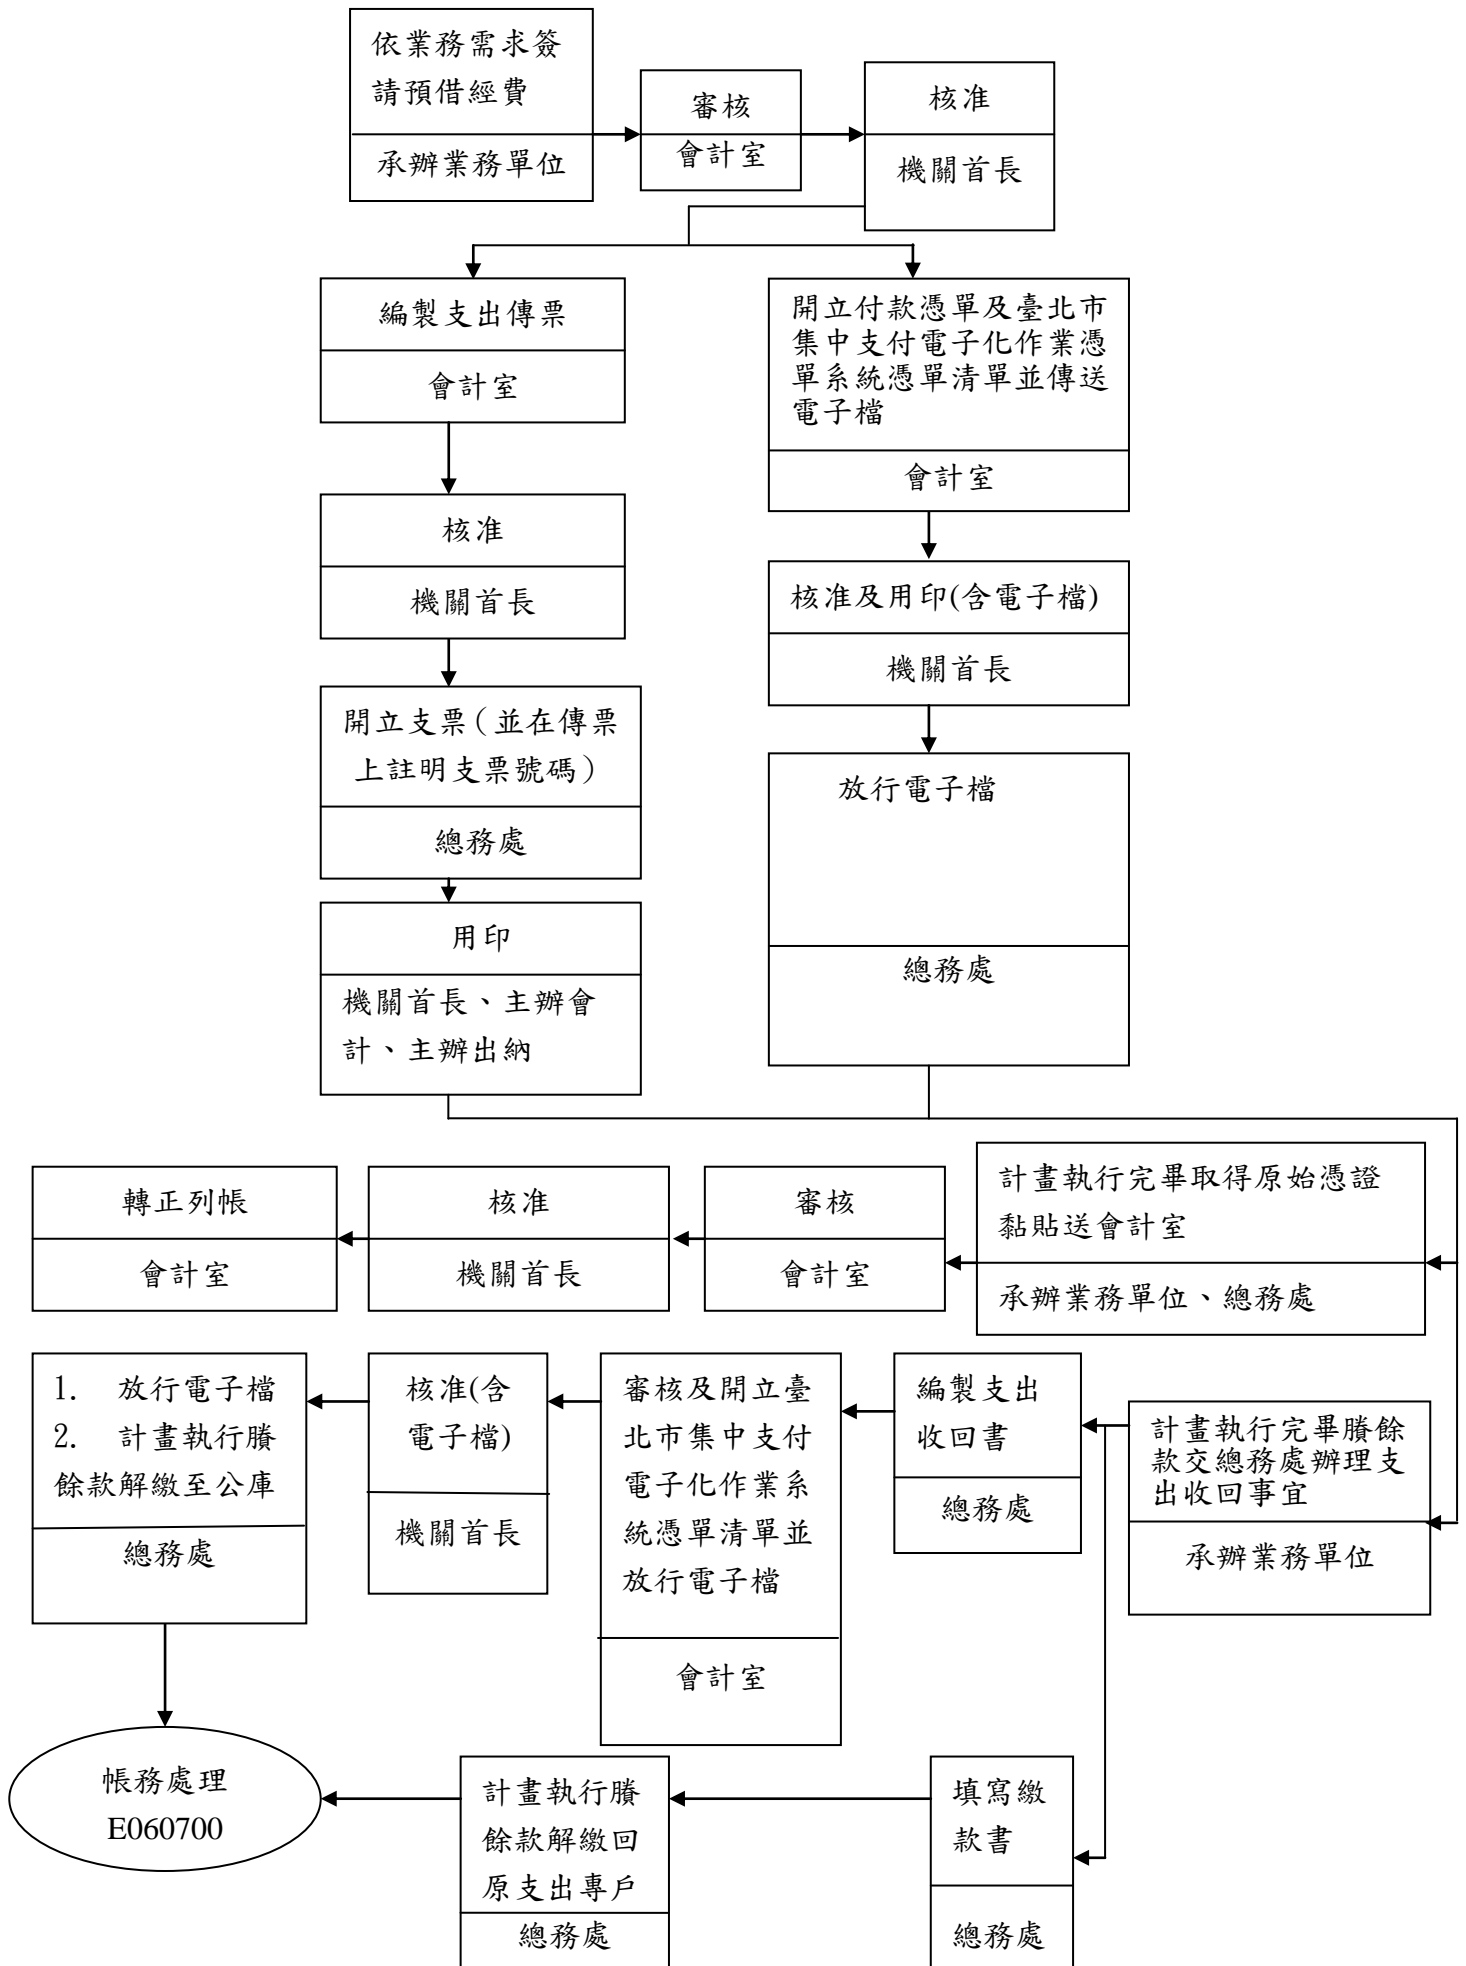 依業務需求簽
請預借經費
承辦業務單位
審核
會計室
核准
機關首長
編製支出傳票
會計室
開立付款憑單及臺北市
集中支付電子化作業憑
單系統憑單清單並傳送
電子檔
會計室
核准
機關首長
核准及用印(含電子檔)
機關首長
開立支票（並在傳票
上註明支票號碼）
總務處
放行電子檔
總務處
用印
機關首長、主辦會
計、主辦出納
計畫執行完畢取得原始憑證
黏貼送會計室
承辦業務單位、總務處
審核
會計室
核准
機關首長
轉正列帳
會計室
計畫執行完畢賸餘
款交總務處辦理支
出收回事宜
承辦業務單位
編製支出
收回書
總務處
審核及開立臺
北市集中支付
電子化作業系
統憑單清單並
放行電子檔
會計室
核准(含
電子檔)
機關首長
1. 放行電子檔
2. 計畫執行賸
餘款解繳至公庫
總務處
填寫繳
款書
總務處
計畫執行賸
餘款解繳回
原支出專戶
總務處
帳務處理
E060700